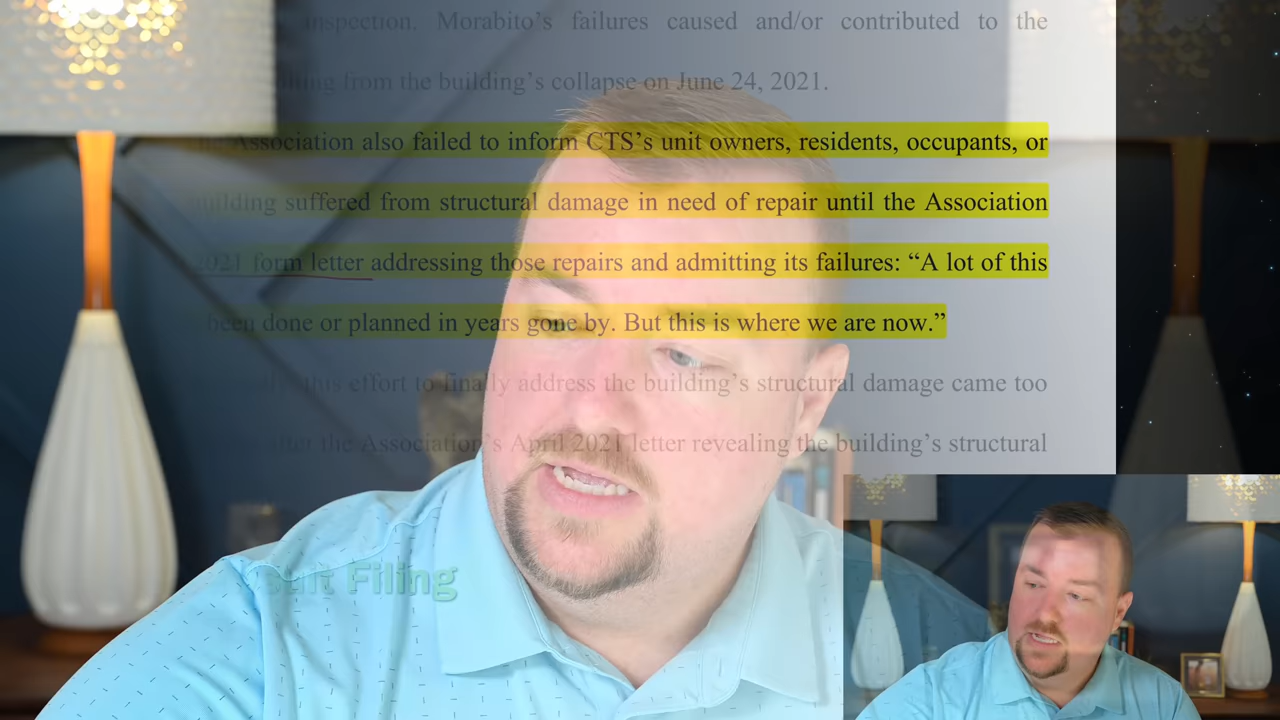 inspection. Morabito's failures caused and/or contributed to the
from the building's collapse on June 24, 2021.
Association also failed to inform CTS's unit owners, residents, occupants, or
building suffered from structural damage in need of repair until the Association
2021 form letter addressing those repairs and admitting its failures: “A lot of this
been done or planned in years gone by. But this is where we are now.”
this effort to finally address the building's structural damage came too
after the Association's April 2021 letter revealing the building's structural
Filing